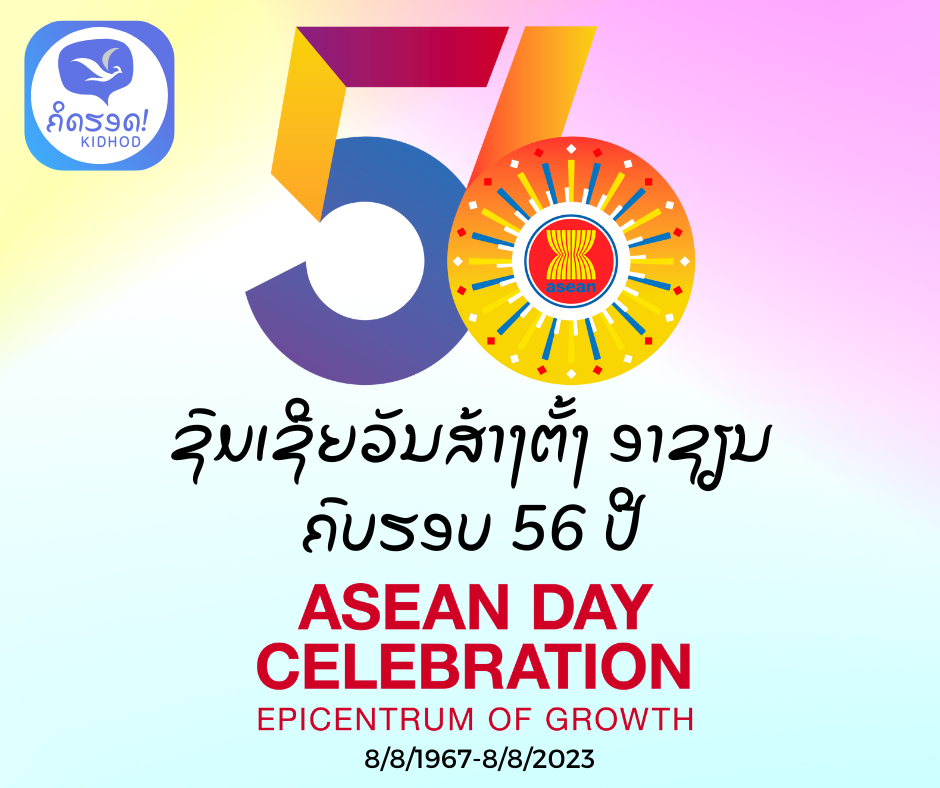 ຄິດຮອດ!
KIDHOD
56
asean
ຊົມເຊີຍວັນສ້າງຕັ້ງ ອາຊຽນ
ຄົບຮອບ 56 ປີ
ASEAN DAY
CELEBRATION
EPICENTRUM OF GROWTH
8/8/1967-8/8/2023